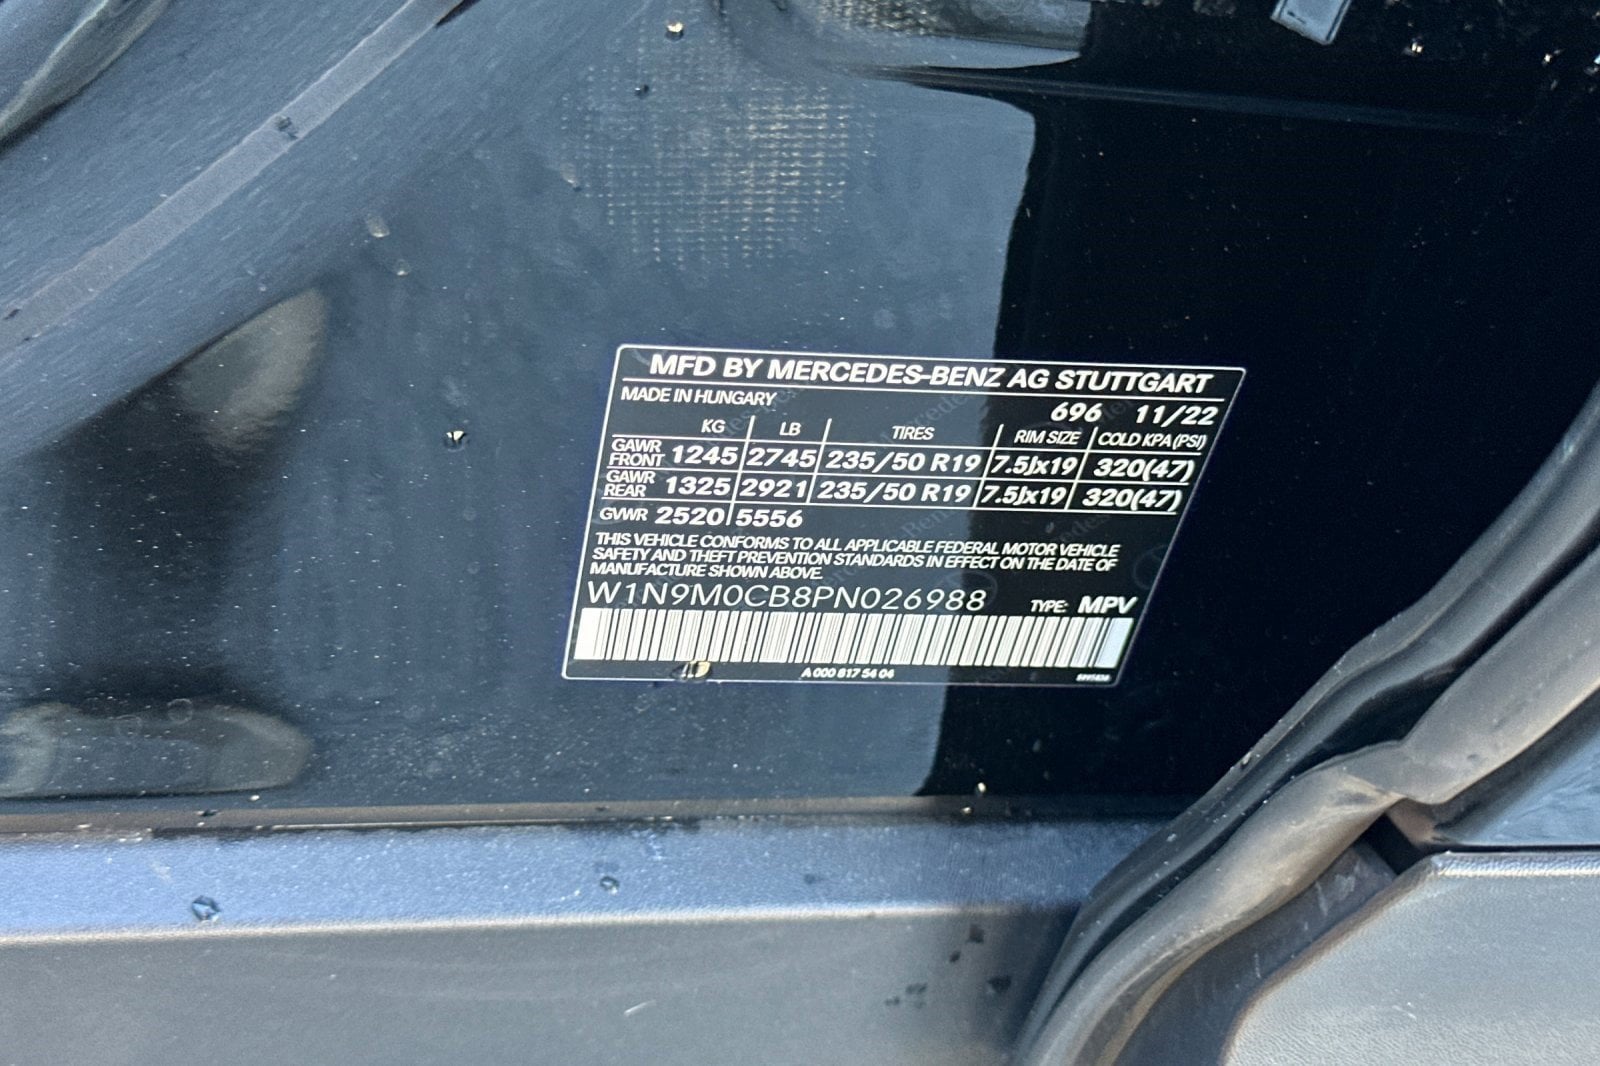 MFD BY MERCEDES-BENZ AG STUTTGART
MADE IN HUNGARY
696 11/22
KG LB TIRES RIM SIZE COLD KPA (PSI)
GAWR FRONT 1245 2745 235/50 R19 7.5Jx19 320(47)
GAWR REAR 1325 2921 235/50 R19 7.5Jx19 320(47)
GVWR 2520 5556
THIS VEHICLE CONFORMS TO ALL APPLICABLE FEDERAL MOTOR VEHICLE
SAFETY AND THEFT PREVENTION STANDARDS IN EFFECT ON THE DATE OF
MANUFACTURE SHOWN ABOVE.
W1N9M0CB8PN026988 TYPE: MPV
A 000 817 54 04